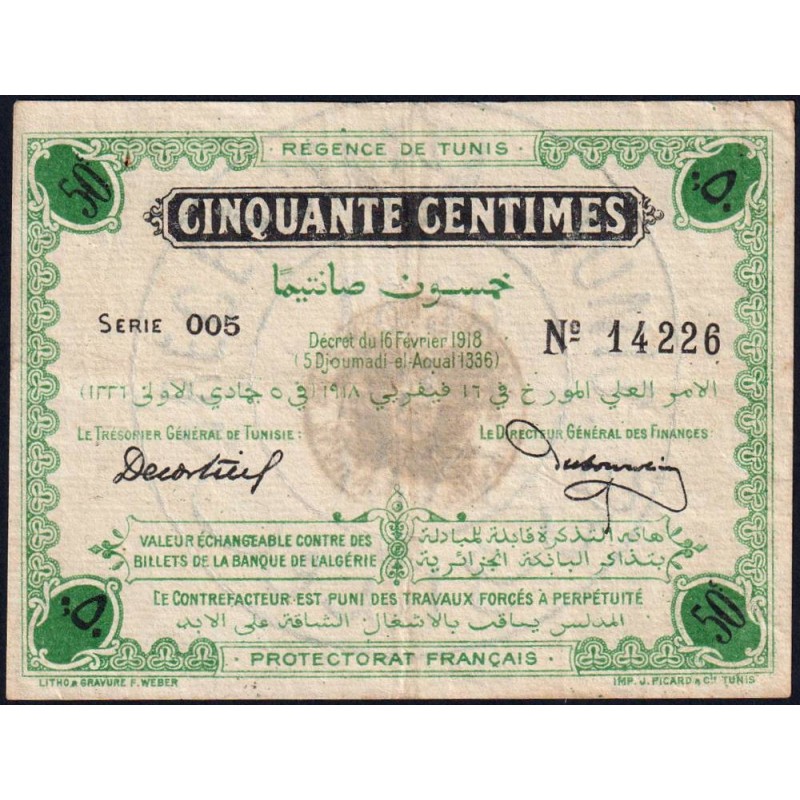 · RÉGENCE DE TUNIS ·
50ᶜ
٥٠
CINQUANTE CENTIMES
خمسون صانتيما
SERIE 005
Nº 14226
Décret du 16 Février 1918
(5 Djoumadi-el-Aoual 1336)
الامر العلي المورخ في ١٦ فيفريي ١٩١٨ (في ٥ جمادي الاولى ١٣٣٦)
LE TRÉSORIER GÉNÉRAL DE TUNISIE:
LE DIRECTEUR GÉNÉRAL DES FINANCES:
VALEUR ÉCHANGEABLE CONTRE DES
BILLETS DE LA BANQUE DE L'ALGÉRIE
هاته التذكرة قابلة للمبادلة
بتذاكر البانكة الجزائرية
LE CONTREFACTEUR EST PUNI DES TRAVAUX FORCÉS À PERPÉTUITÉ
المدلس يعاقب بالاشغال الشاقة على الابد
٥٠
50ᶜ
· PROTECTORAT FRANÇAIS ·
LITHO & GRAVURE F. WEBER
IMP. J. PICARD & Cie TUNIS